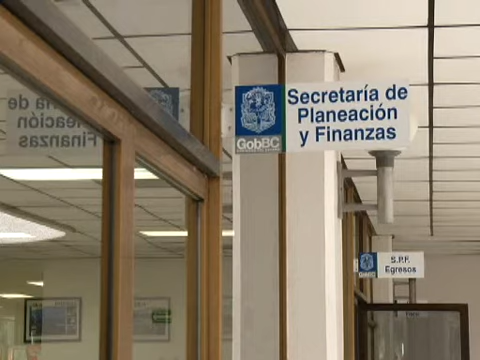 Secretaría de
Planeación
y Finanzas
GobBC
S.P.F.
Egresos